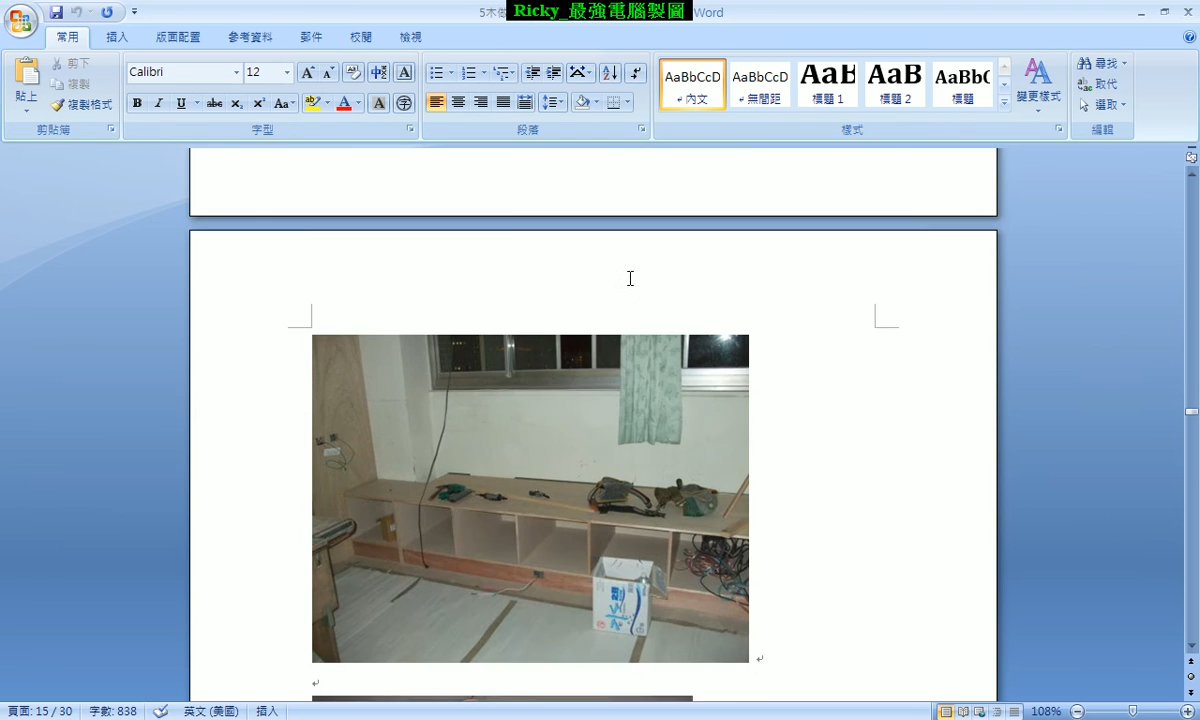 Ricky_最強電腦製圖
5木做
Word
常用
插入
版面配置
參考資料
郵件
校閱
檢視
貼上
剪下
複製
複製格式
剪貼簿
Calibri
12
字型
段落
AaBbCcD
內文
AaBbCcD
無間距
AaB
標題 1
AaB
標題 2
AaBbC
標題
變更樣式
樣式
尋找
取代
選取
編輯
頁面: 15 / 30
字數: 838
英文 (美國)
插入
108%